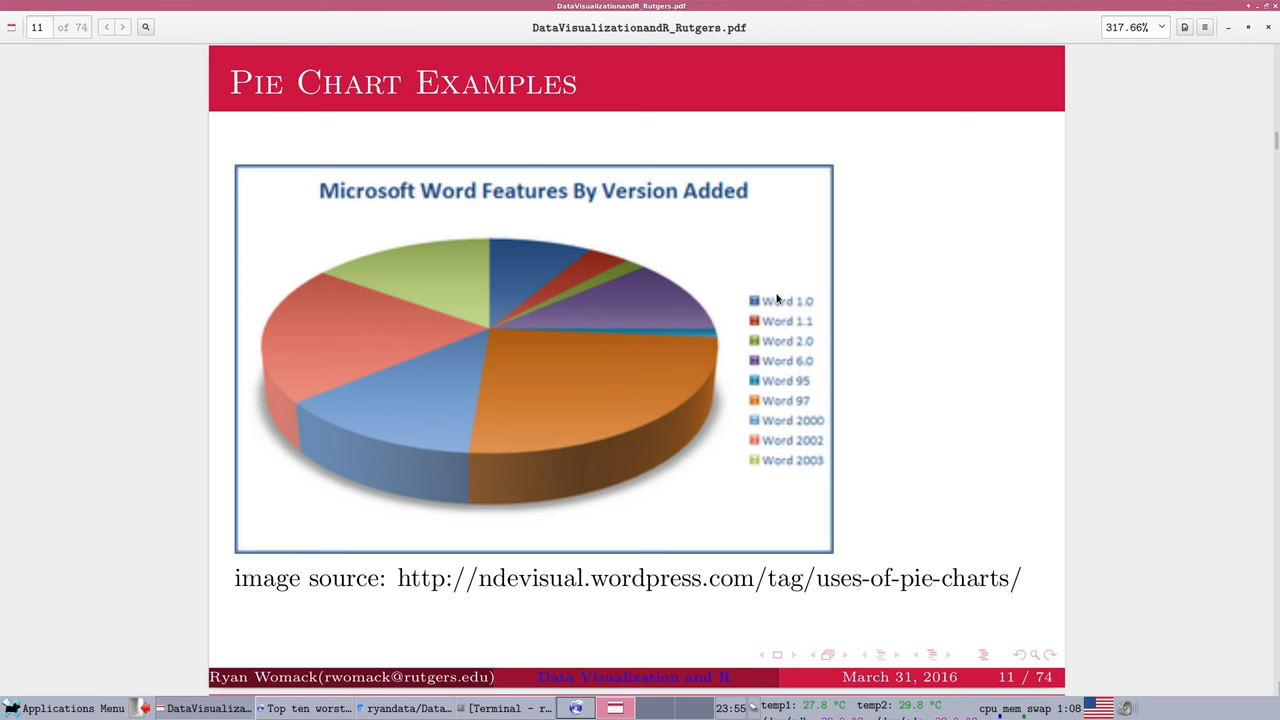 DataVisualizationandR_Rutgers.pdf
11 of 74
DataVisualizationandR_Rutgers.pdf
317.66%
PIE CHART EXAMPLES
Microsoft Word Features By Version Added
Word 1.0
Word 1.1
Word 2.0
Word 6.0
Word 95
Word 97
Word 2000
Word 2002
Word 2003
image source: http://ndevisual.wordpress.com/tag/uses-of-pie-charts/
Ryan Womack(rwomack@rutgers.edu) Data Visualization and R March 31, 2016 11 / 74
Applications Menu DataVisualiza... Top ten worst... ryanw/Data... [Terminal - r... 23:55 temp1: 27.8 °C temp2: 29.8 °C cpu mem swap 1:08